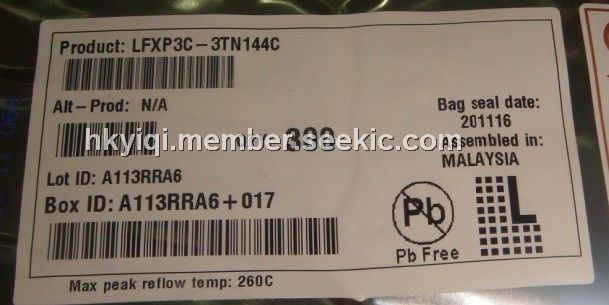 Product: LFXP3C-3TN144C
Alt-Prod: N/A
Bag seal date:
201116
hkyiqi.member.seekic.com
Assembled in:
MALAYSIA
Lot ID: A113RRA6
Box ID: A113RRA6+017
Pb
L
Pb Free
Max peak reflow temp: 260C